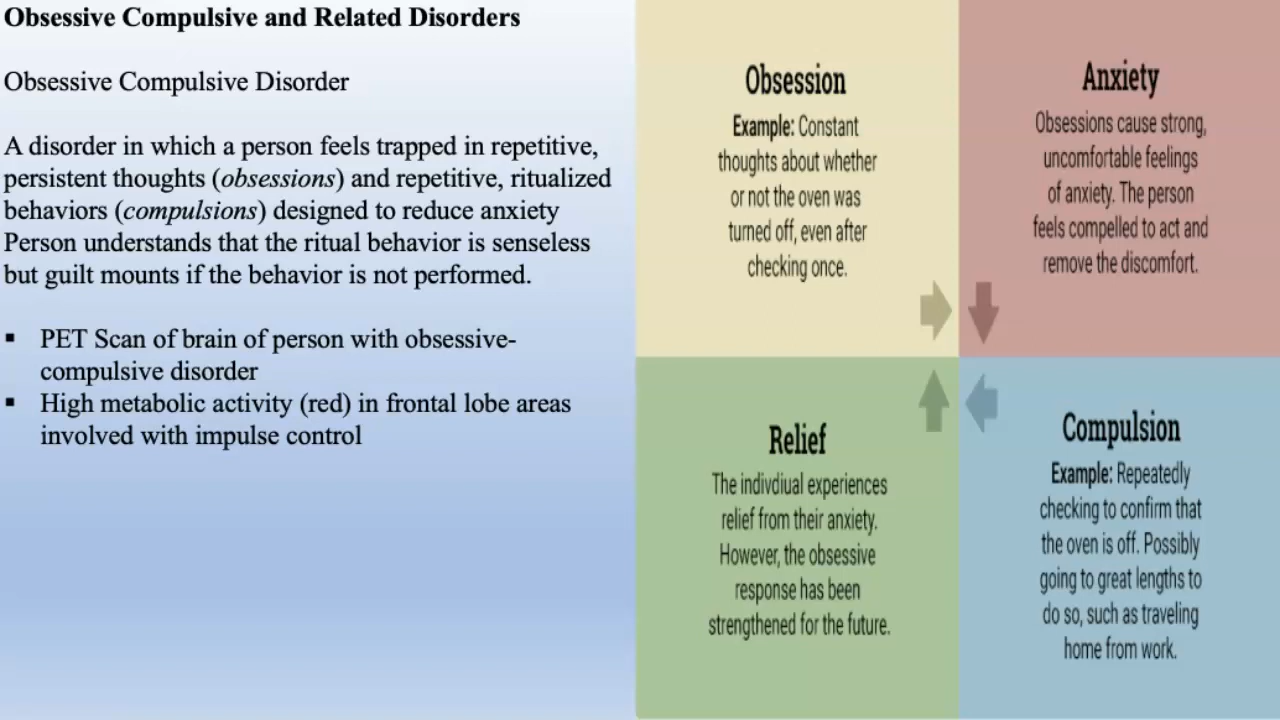 Obsessive Compulsive and Related Disorders
Obsessive Compulsive Disorder
A disorder in which a person feels trapped in repetitive,
persistent thoughts (obsessions) and repetitive, ritualized
behaviors (compulsions) designed to reduce anxiety
Person understands that the ritual behavior is senseless
but guilt mounts if the behavior is not performed.
▪ PET Scan of brain of person with obsessive-
compulsive disorder
▪ High metabolic activity (red) in frontal lobe areas
involved with impulse control
Obsession
Example: Constant
thoughts about whether
or not the oven was
turned off, even after
checking once.
Anxiety
Obsessions cause strong,
uncomfortable feelings
of anxiety. The person
feels compelled to act and
remove the discomfort.
Relief
The indivdiual experiences
relief from their anxiety.
However, the obsessive
response has been
strengthened for the future.
Compulsion
Example: Repeatedly
checking to confirm that
the oven is off. Possibly
going to great lengths to
do so, such as traveling
home from work.